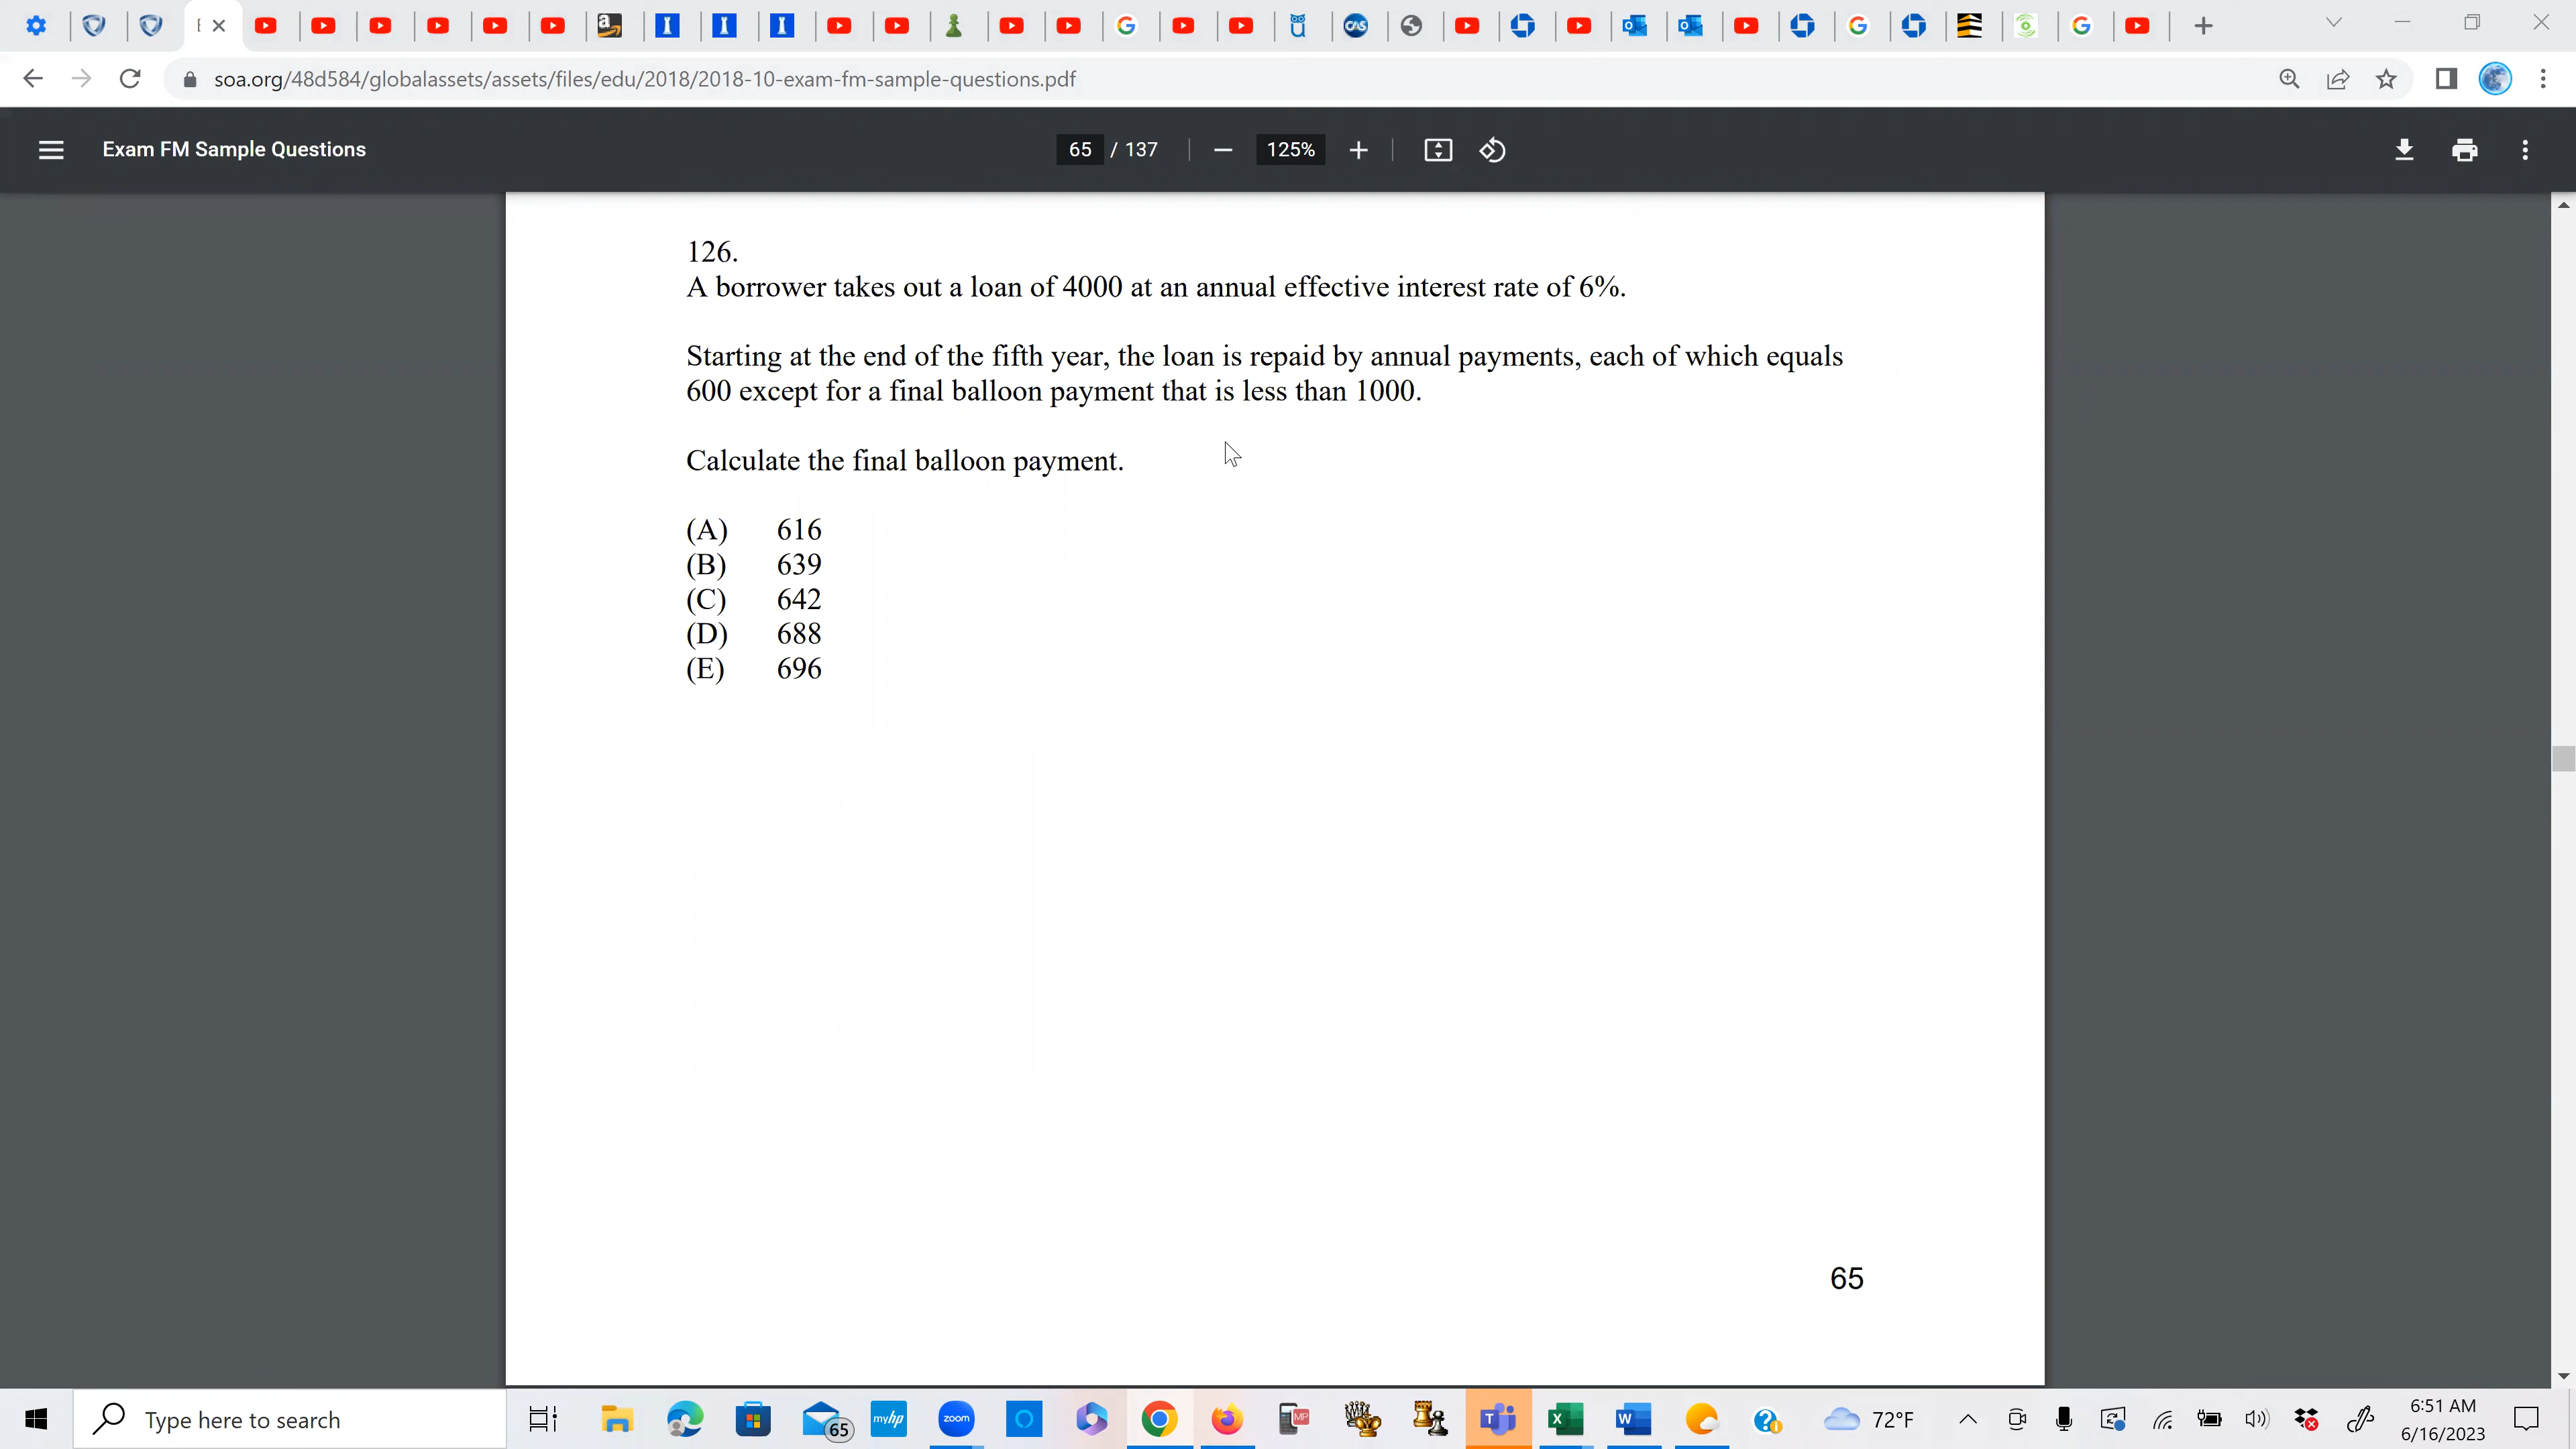 soa.org/48d584/globalassets/assets/files/edu/2018/2018-10-exam-fm-sample-questions.pdf
Exam FM Sample Questions
65 / 137
125%
126.
A borrower takes out a loan of 4000 at an annual effective interest rate of 6%.
Starting at the end of the fifth year, the loan is repaid by annual payments, each of which equals
600 except for a final balloon payment that is less than 1000.
Calculate the final balloon payment.
(A) 616
(B) 639
(C) 642
(D) 688
(E) 696
65
Type here to search
65
myhp
zoom
MP
72°F
6:51 AM
6/16/2023